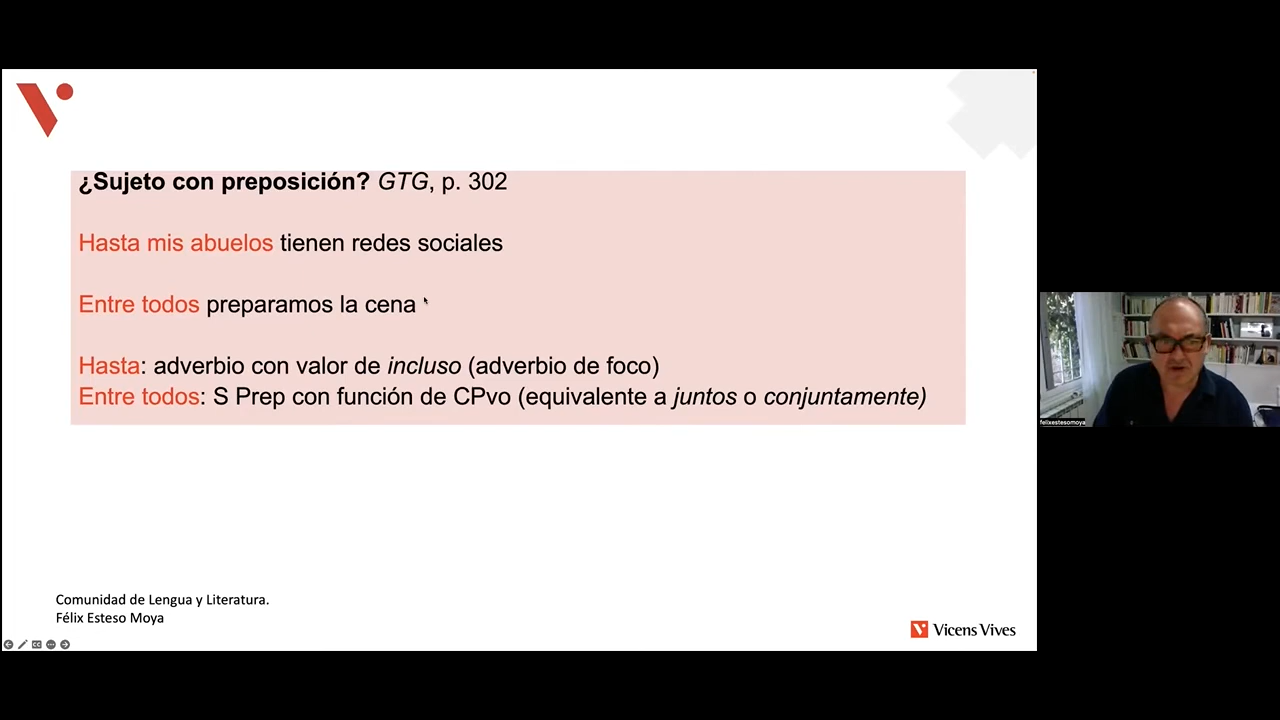 ¿Sujeto con preposición? GTG, p. 302
Hasta mis abuelos tienen redes sociales
Entre todos preparamos la cena
Hasta: adverbio con valor de incluso (adverbio de foco)
Entre todos: S Prep con función de CPvo (equivalente a juntos o conjuntamente)
felixestesomoya
Comunidad de Lengua y Literatura.
Félix Esteso Moya
Vicens Vives